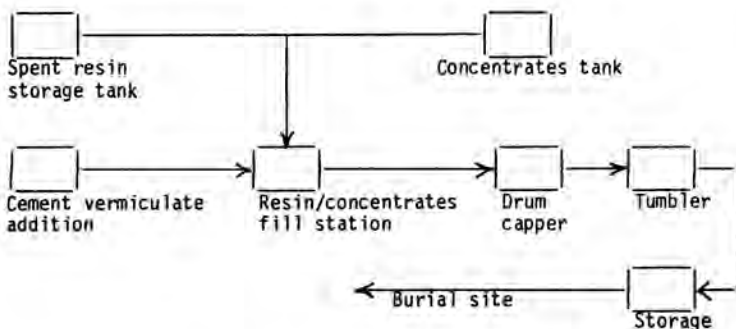 Spent resin
storage tank
Concentrates tank
Cement vermiculate
addition
Resin/concentrates
fill station
Drum
capper
Tumbler
Burial site
Storage